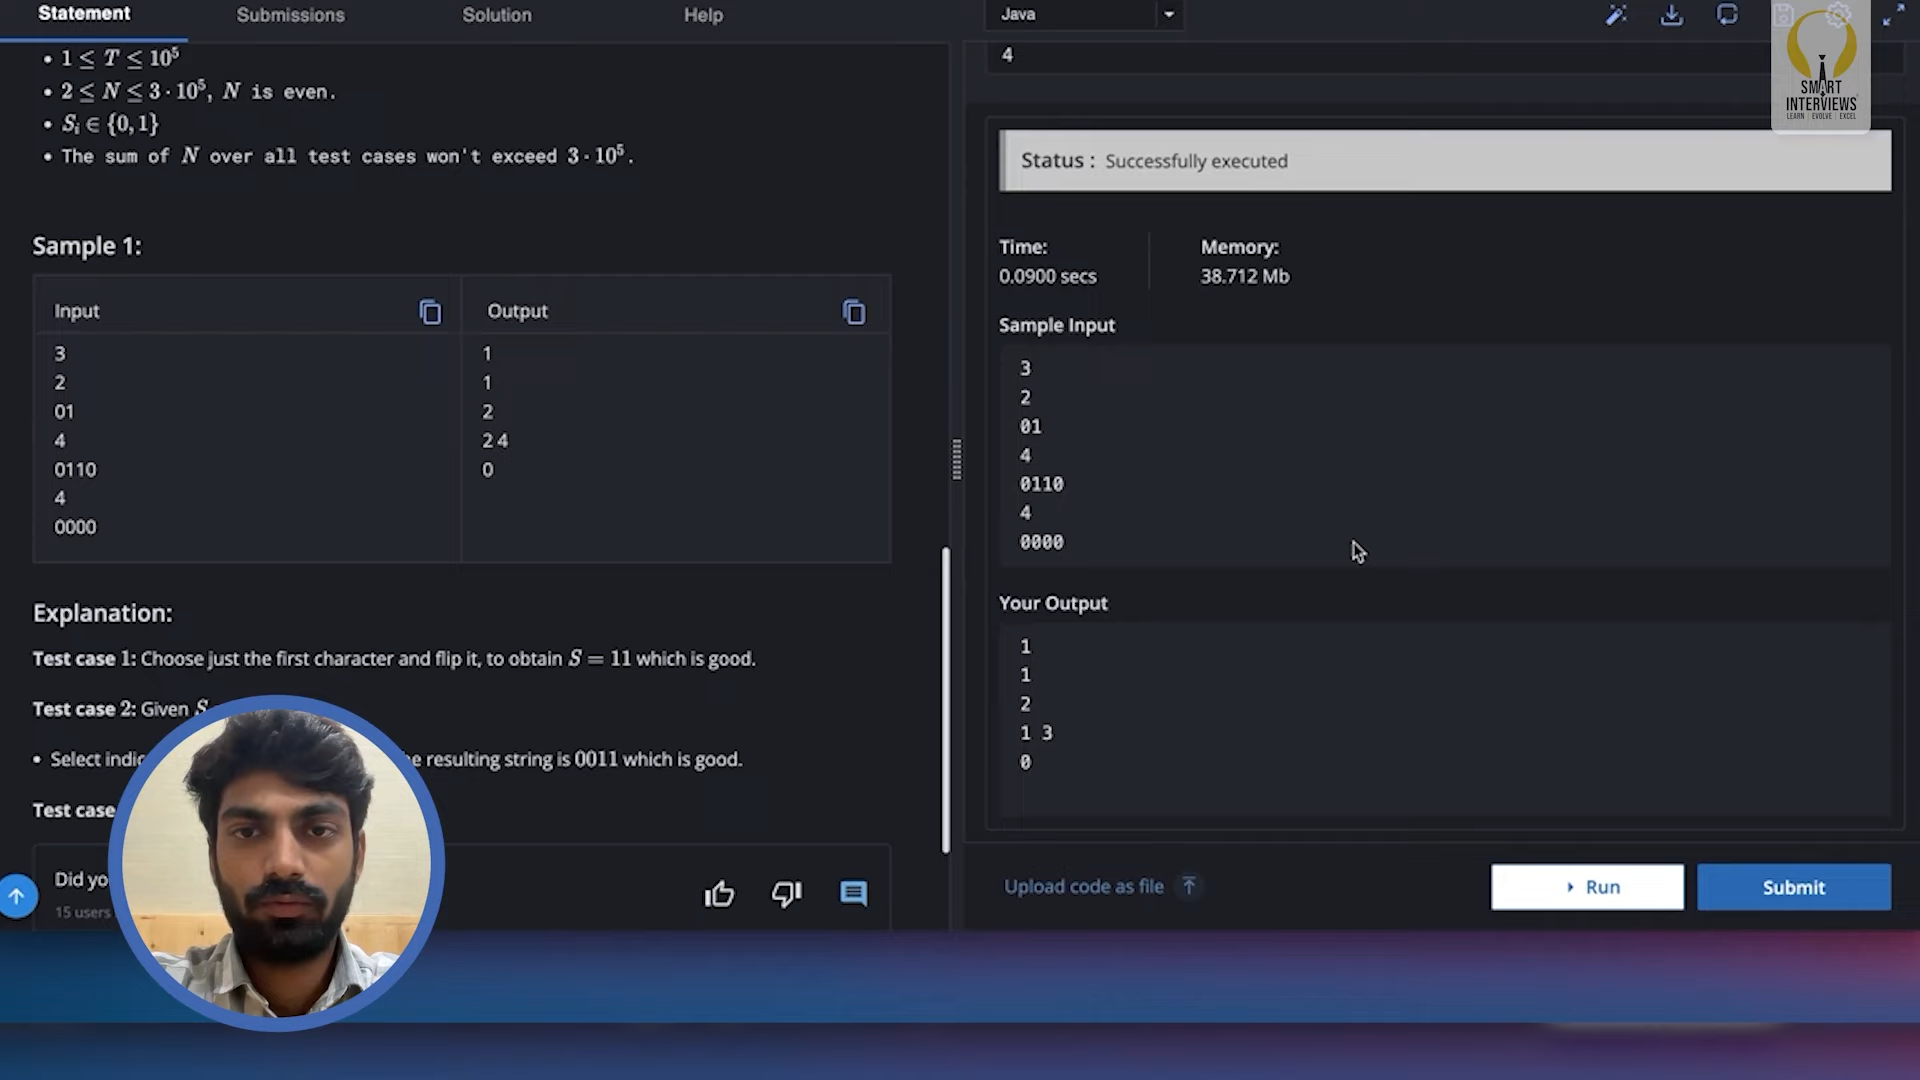 Statement Submissions Solution Help
• 1 ≤ T ≤ 10⁵
• 2 ≤ N ≤ 3 · 10⁵, N is even.
• Sᵢ ∈ {0, 1}
• The sum of N over all test cases won't exceed 3 · 10⁵.
Sample 1:
Input Output
3
2
01
4
0110
4
0000
1
1
2
2 4
0
Explanation:
Test case 1: Choose just the first character and flip it, to obtain S = 11 which is good.
Test case 2: Given S
• Select indic e resulting string is 0011 which is good.
Test case
Did yo
15 users
Java
4
Status : Successfully executed
Time:
0.0900 secs
Memory:
38.712 Mb
Sample Input
3
2
01
4
0110
4
0000
Your Output
1
1
2
1 3
0
Upload code as file
Run
Submit
SMART
INTERVIEWS
LEARN | EVOLVE | EXCEL